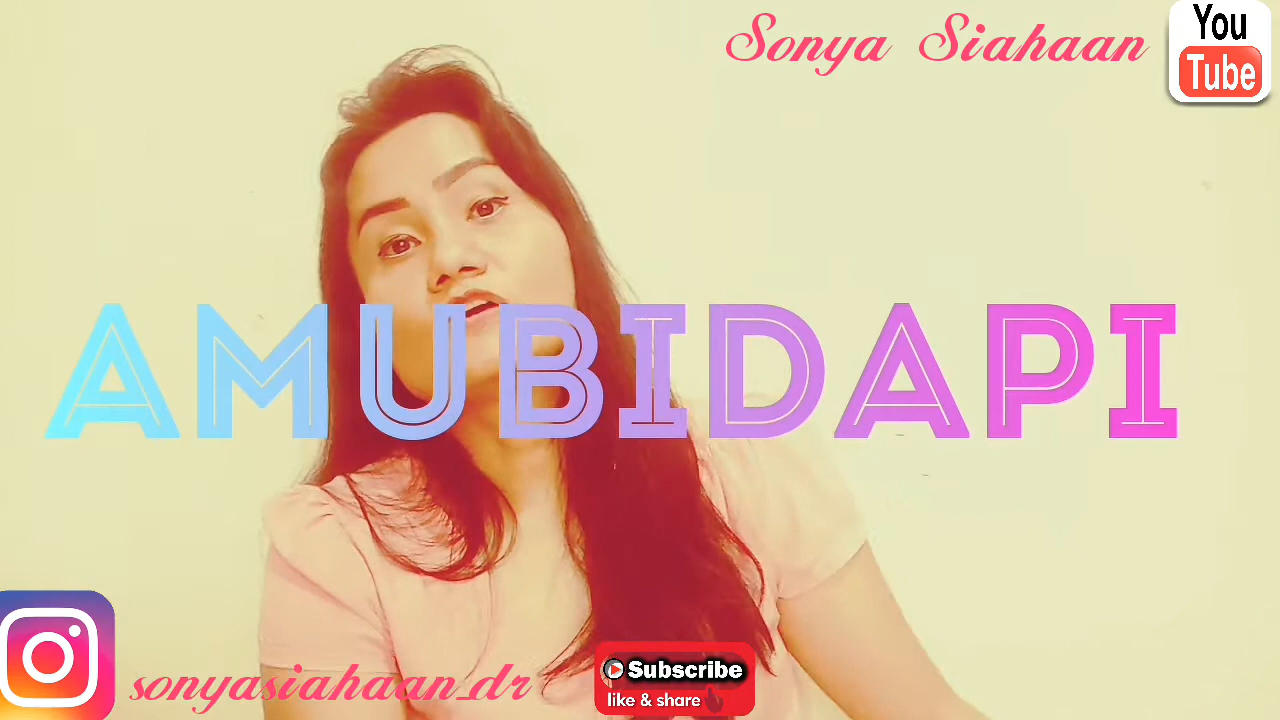 Sonya Siahaan
You
Tube
AMUBIDAPI
sonyasiahaan_dr
Subscribe
like & share